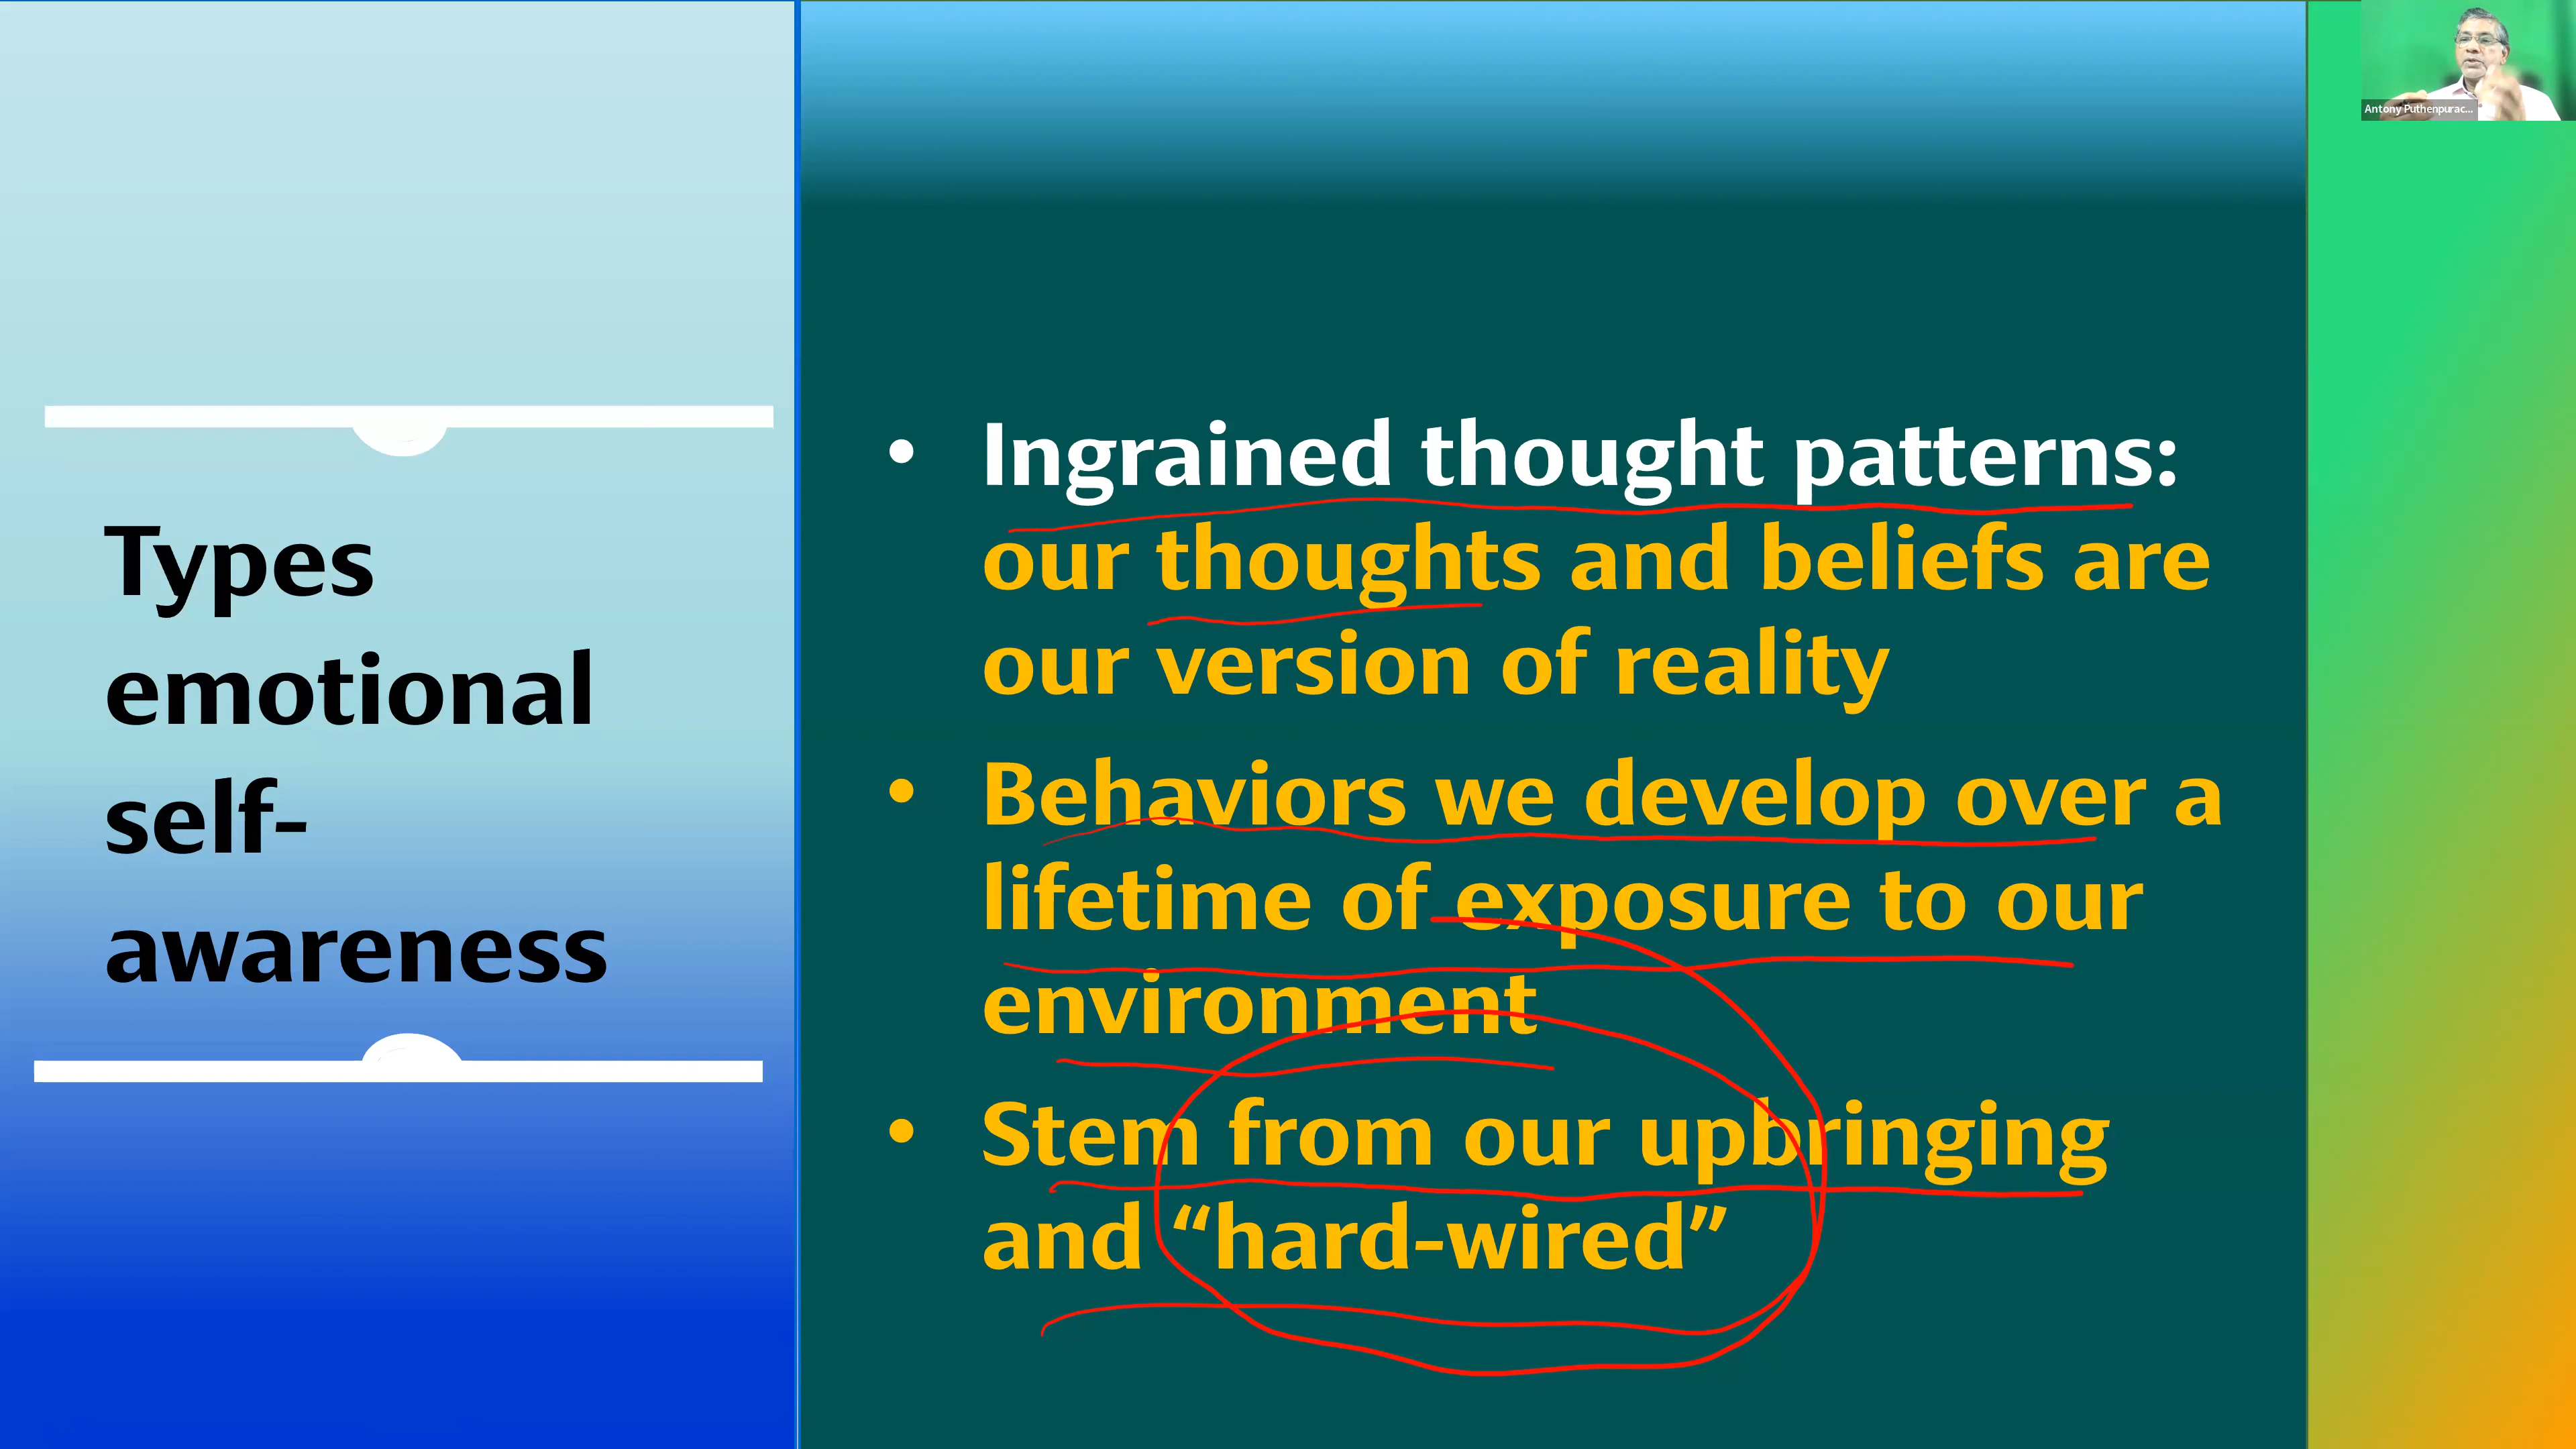 Types
emotional
self-
awareness
• Ingrained thought patterns:
our thoughts and beliefs are
our version of reality
• Behaviors we develop over a
lifetime of exposure to our
environment
• Stem from our upbringing
and “hard-wired”
Antony Puthenpurac...